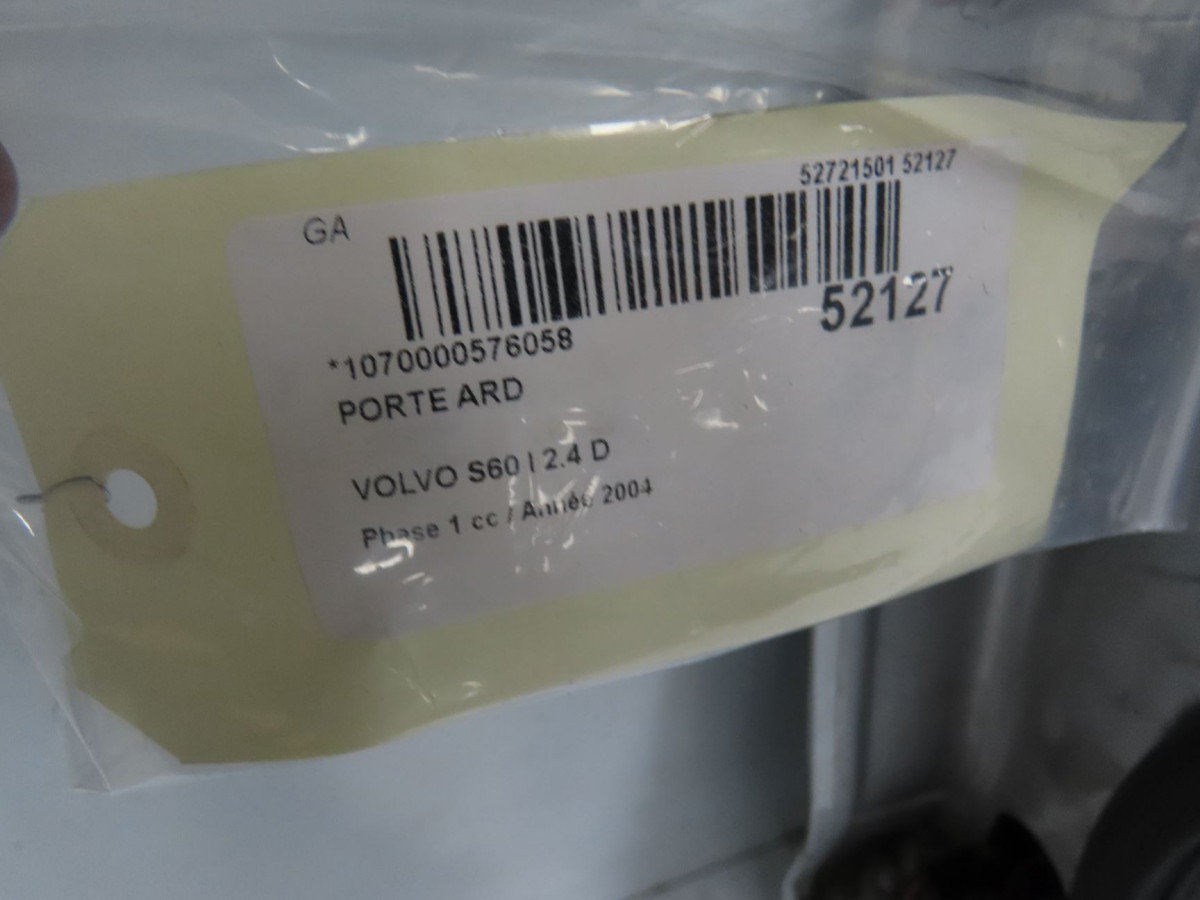 52721501 52127
GA
52127
*1070000576058
PORTE ARD
VOLVO S60 I 2.4 D
Phase 1 cc / Année 2004